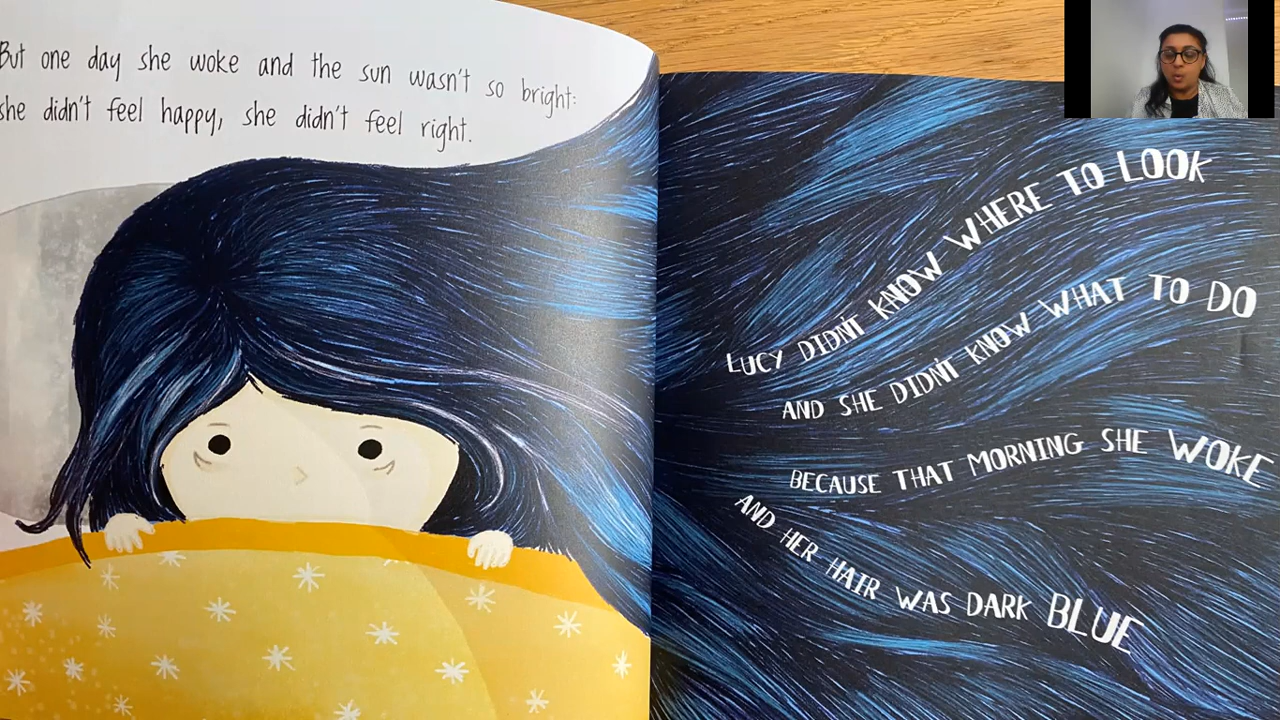 But one day she woke and the sun wasn't so bright:
she didn't feel happy, she didn't feel right.
LUCY DIDN'T KNOW WHERE TO LOOK
AND SHE DIDN'T KNOW WHAT TO DO
BECAUSE THAT MORNING SHE WOKE
AND HER HAIR WAS DARK BLUE